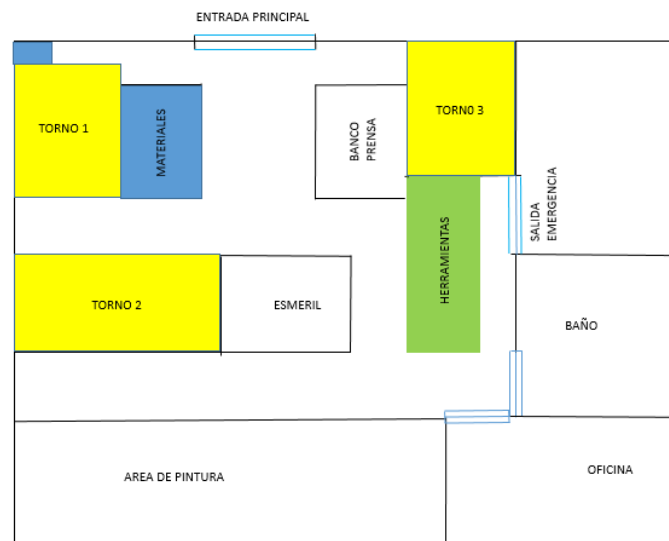 ENTRADA PRINCIPAL
TORNO 1
MATERIALES
BANCO
PRENSA
TORN0 3
HERRAMIENTAS
SALIDA
EMERGENCIA
TORNO 2
ESMERIL
BAÑO
AREA DE PINTURA
OFICINA